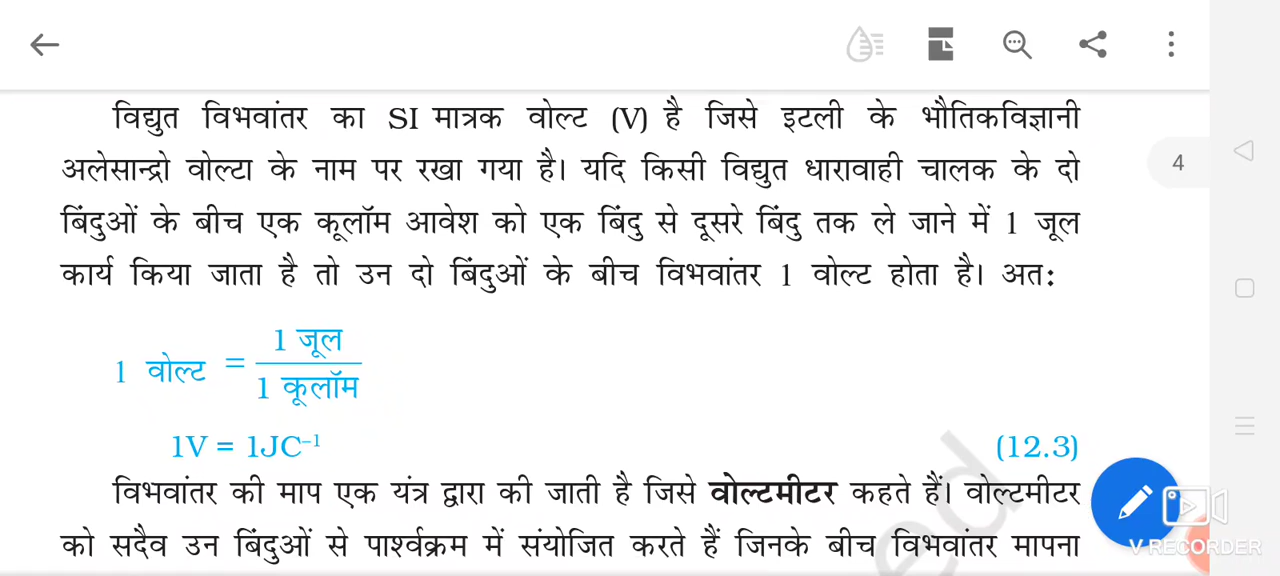 विद्युत विभवांतर का SI मात्रक वोल्ट (V) है जिसे इटली के भौतिकविज्ञानी
अलेसान्द्रो वोल्टा के नाम पर रखा गया है। यदि किसी विद्युत धारावाही चालक के दो
बिंदुओं के बीच एक कूलॉम आवेश को एक बिंदु से दूसरे बिंदु तक ले जाने में 1 जूल
कार्य किया जाता है तो उन दो बिंदुओं के बीच विभवांतर 1 वोल्ट होता है। अतः
1 वोल्ट = 1 जूल / 1 कूलॉम
1V = 1JC⁻¹ (12.3)
विभवांतर की माप एक यंत्र द्वारा की जाती है जिसे वोल्टमीटर कहते हैं। वोल्टमीटर
को सदैव उन बिंदुओं से पार्श्वक्रम में संयोजित करते हैं जिनके बीच विभवांतर मापना
4
ed
V RECORDER